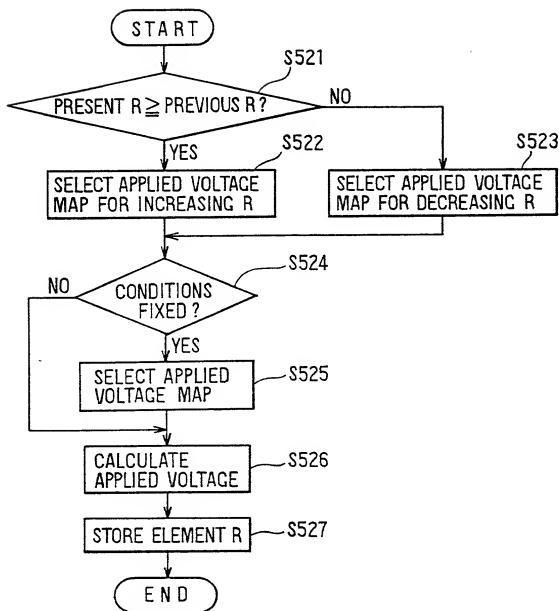 START
S521
PRESENT R ≧ PREVIOUS R ?
NO
YES
S522
S523
SELECT APPLIED VOLTAGE
MAP FOR INCREASING R
SELECT APPLIED VOLTAGE
MAP FOR DECREASING R
S524
NO
CONDITIONS
FIXED ?
YES
S525
SELECT APPLIED
VOLTAGE MAP
S526
CALCULATE
APPLIED VOLTAGE
S527
STORE ELEMENT R
END